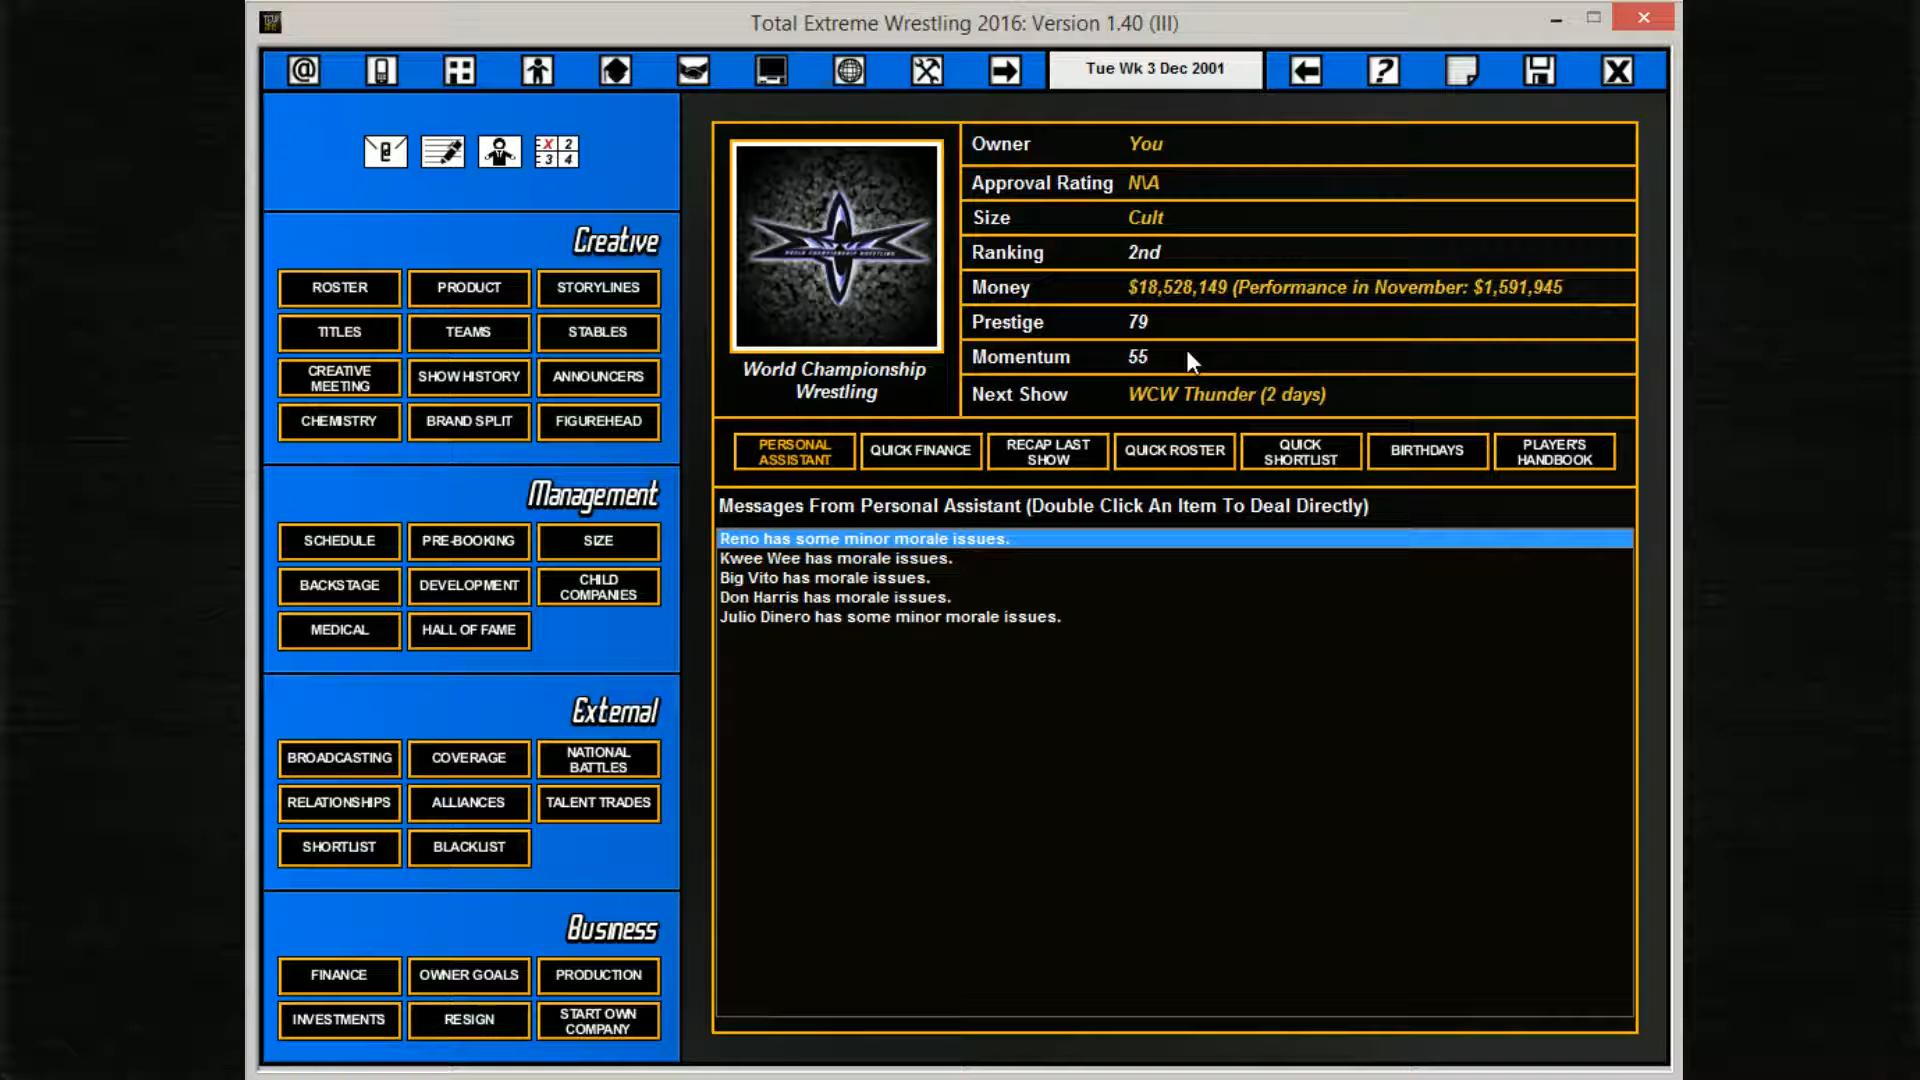 Total Extreme Wrestling 2016: Version 1.40 (III)
Tue Wk 3 Dec 2001
Creative
ROSTER
PRODUCT
STORYLINES
TITLES
TEAMS
STABLES
CREATIVE
MEETING
SHOW HISTORY
ANNOUNCERS
CHEMISTRY
BRAND SPLIT
FIGUREHEAD
Management
SCHEDULE
PRE-BOOKING
SIZE
BACKSTAGE
DEVELOPMENT
CHILD
COMPANIES
MEDICAL
HALL OF FAME
External
BROADCASTING
COVERAGE
NATIONAL
BATTLES
RELATIONSHIPS
ALLIANCES
TALENT TRADES
SHORTLIST
BLACKLIST
Business
FINANCE
OWNER GOALS
PRODUCTION
INVESTMENTS
RESIGN
START OWN
COMPANY
WORLD CHAMPIONSHIP WRESTLING
World Championship
Wrestling
Owner You
Approval Rating N\A
Size Cult
Ranking 2nd
Money $18,528,149 (Performance in November: $1,591,945
Prestige 79
Momentum 55
Next Show WCW Thunder (2 days)
PERSONAL
ASSISTANT
QUICK FINANCE
RECAP LAST
SHOW
QUICK ROSTER
QUICK
SHORTLIST
BIRTHDAYS
PLAYER'S
HANDBOOK
Messages From Personal Assistant (Double Click An Item To Deal Directly)
Reno has some minor morale issues.
Kwee Wee has morale issues.
Big Vito has morale issues.
Don Harris has morale issues.
Julio Dinero has some minor morale issues.